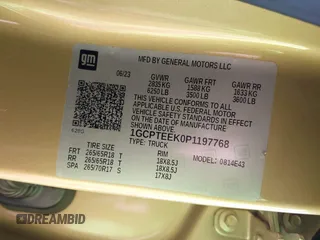 gm
MFD BY GENERAL MOTORS LLC
06/23 GVWR GAWR FRT GAWR RR
2835 KG 1588 KG 1633 KG
6250 LB 3500 LB 3600 LB
THIS VEHICLE CONFORMS TO ALL APPLICABLE
U.S. FEDERAL MOTOR VEHICLE SAFETY
STANDARDS IN EFFECT ON THE
DATE OF MANUFACTURE SHOWN ABOVE.
1GCPTEEK0P1197768
TYPE: TRUCK MODEL: 0814E43
TIRE SIZE RIM
FRT 265/65R18 T 18X8.5J
RR 265/65R18 T 18X8.5J
SPA 265/70R17 S 17X8J
DREAMBID